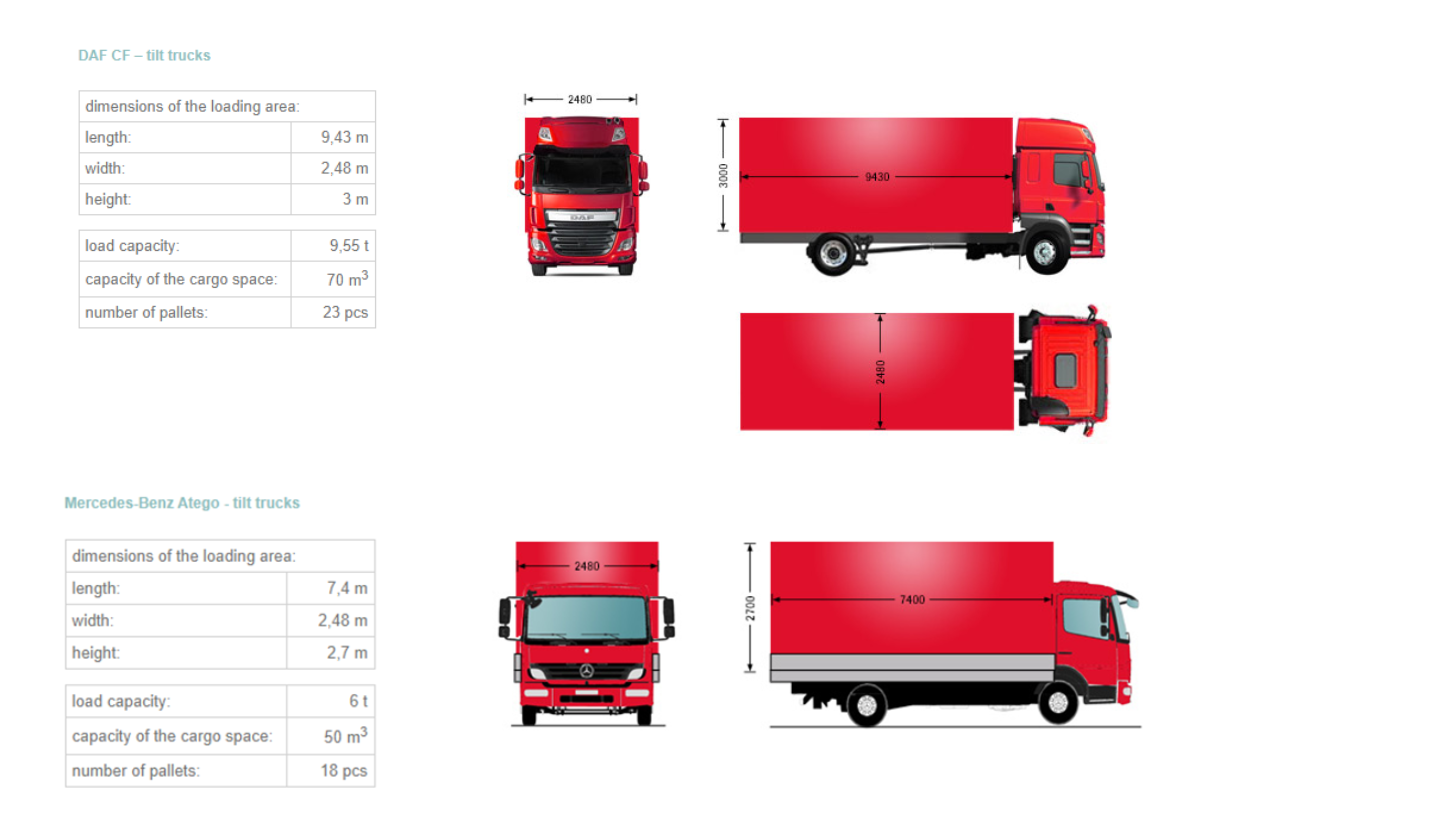 DAF CF – tilt trucks
dimensions of the loading area:
length: 9,43 m
width: 2,48 m
height: 3 m
load capacity: 9,55 t
capacity of the cargo space: 70 m³
number of pallets: 23 pcs
2480
DAF
3000
9430
2480
Mercedes-Benz Atego - tilt trucks
dimensions of the loading area:
length: 7,4 m
width: 2,48 m
height: 2,7 m
load capacity: 6 t
capacity of the cargo space: 50 m³
number of pallets: 18 pcs
2480
2700
7400